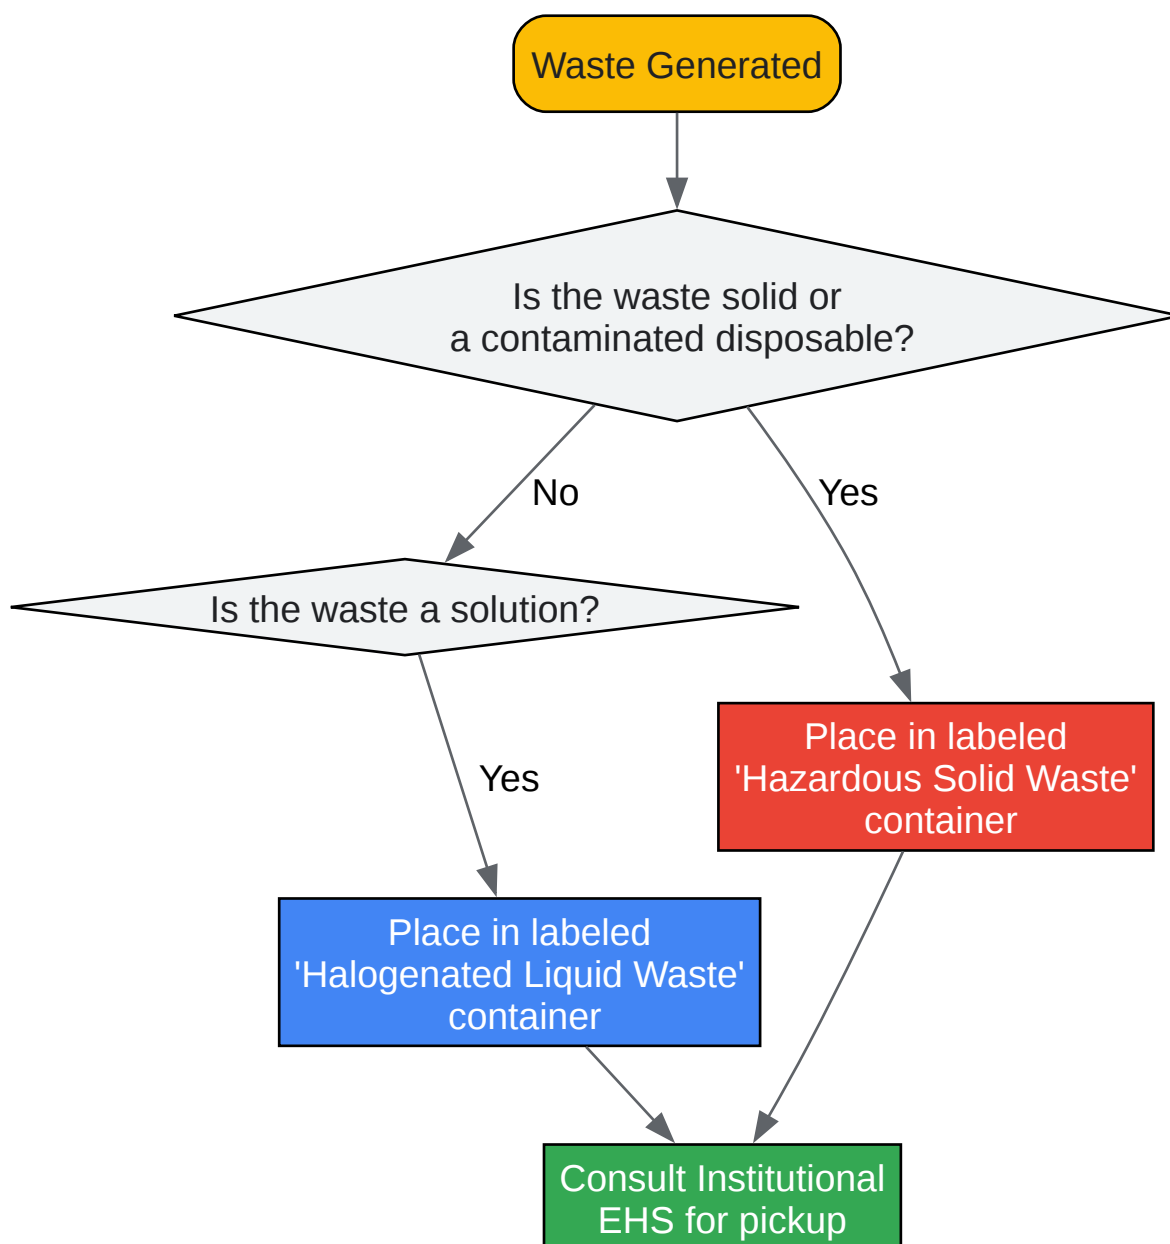 Waste Generated
Is the waste solid or
a contaminated disposable?
No
Yes
Is the waste a solution?
Place in labeled
'Hazardous Solid Waste'
container
Yes
Place in labeled
'Halogenated Liquid Waste'
container
Consult Institutional
EHS for pickup